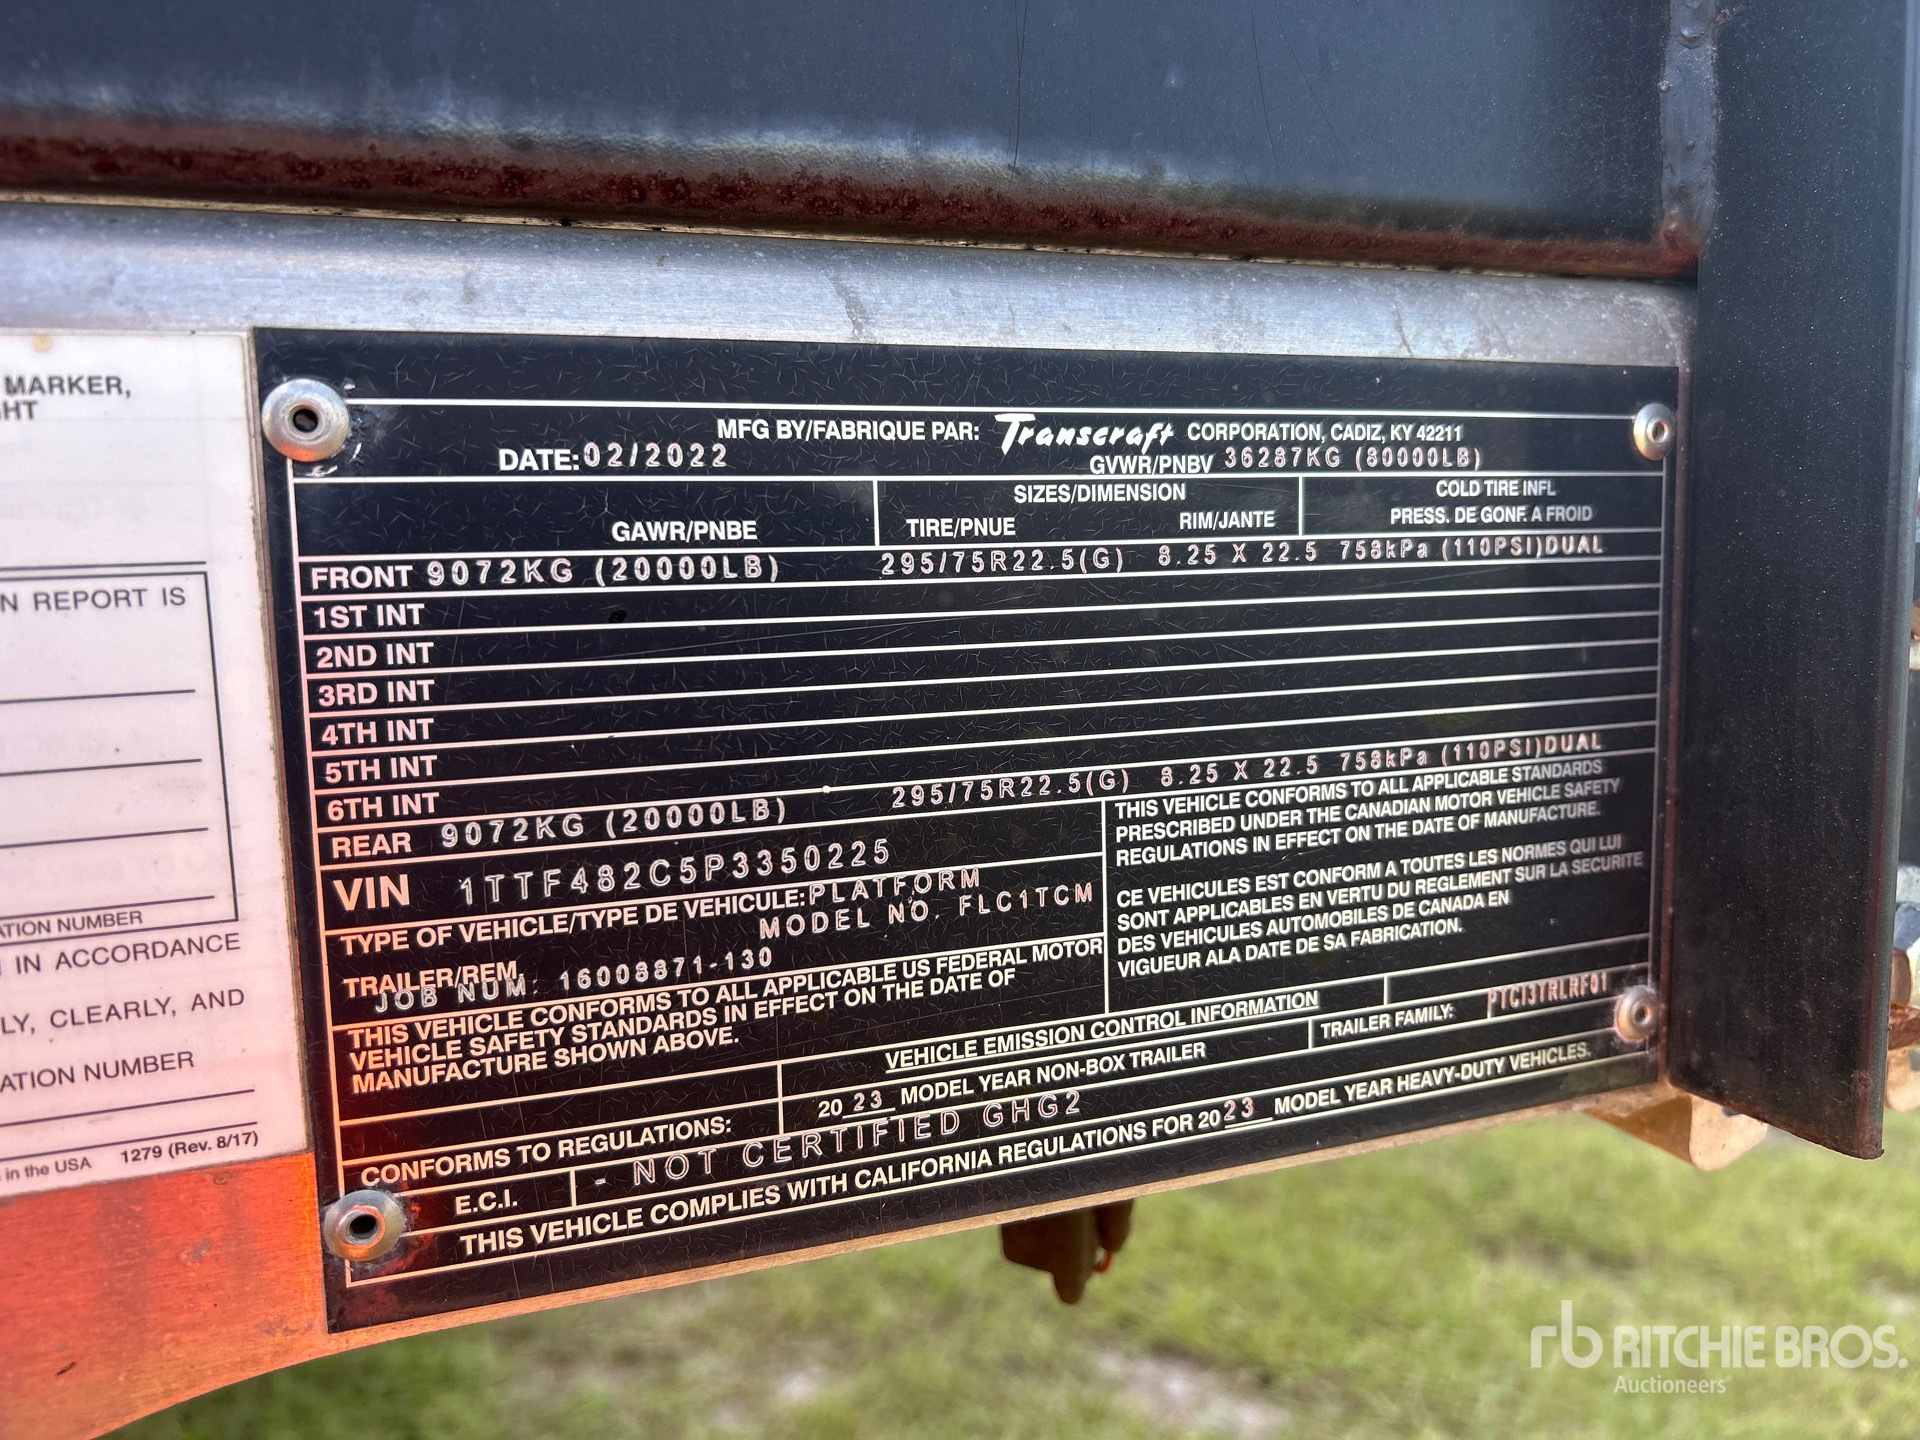 MARKER,
GHT
N REPORT IS
ATION NUMBER
IN ACCORDANCE
LY, CLEARLY, AND
ATION NUMBER
in the USA 1279 (Rev. 8/17)
MFG BY/FABRIQUE PAR: Transcraft CORPORATION, CADIZ, KY 42211
DATE: 02/2022 GVWR/PNBV 36287KG (80000LB)
GAWR/PNBE SIZES/DIMENSION COLD TIRE INFL
TIRE/PNUE RIM/JANTE PRESS. DE GONF. A FROID
FRONT 9072KG (20000LB) 295/75R22.5(G) 8.25 X 22.5 758kPa (110PSI)DUAL
1ST INT
2ND INT
3RD INT
4TH INT
5TH INT
6TH INT
REAR 9072KG (20000LB) 295/75R22.5(G) 8.25 X 22.5 758kPa (110PSI)DUAL
VIN 1TTF482C5P3350225
TYPE OF VEHICLE/TYPE DE VEHICULE: PLATFORM
MODEL NO. FLC1TCM
TRAILER/REM.
JOB NUM: 16008871-130
THIS VEHICLE CONFORMS TO ALL APPLICABLE US FEDERAL MOTOR
VEHICLE SAFETY STANDARDS IN EFFECT ON THE DATE OF
MANUFACTURE SHOWN ABOVE.
THIS VEHICLE CONFORMS TO ALL APPLICABLE STANDARDS
PRESCRIBED UNDER THE CANADIAN MOTOR VEHICLE SAFETY
REGULATIONS IN EFFECT ON THE DATE OF MANUFACTURE.
CE VEHICULES EST CONFORM A TOUTES LES NORMES QUI LUI
SONT APPLICABLES EN VERTU DU REGLEMENT SUR LA SECURITE
DES VEHICULES AUTOMOBILES DE CANADA EN
VIGUEUR ALA DATE DE SA FABRICATION.
VEHICLE EMISSION CONTROL INFORMATION
CONFORMS TO REGULATIONS: 2023 MODEL YEAR NON-BOX TRAILER TRAILER FAMILY: PTC13TRLRF01
E.C.I. - NOT CERTIFIED GHG2
THIS VEHICLE COMPLIES WITH CALIFORNIA REGULATIONS FOR 2023 MODEL YEAR HEAVY-DUTY VEHICLES.
rb RITCHIE BROS.
Auctioneers